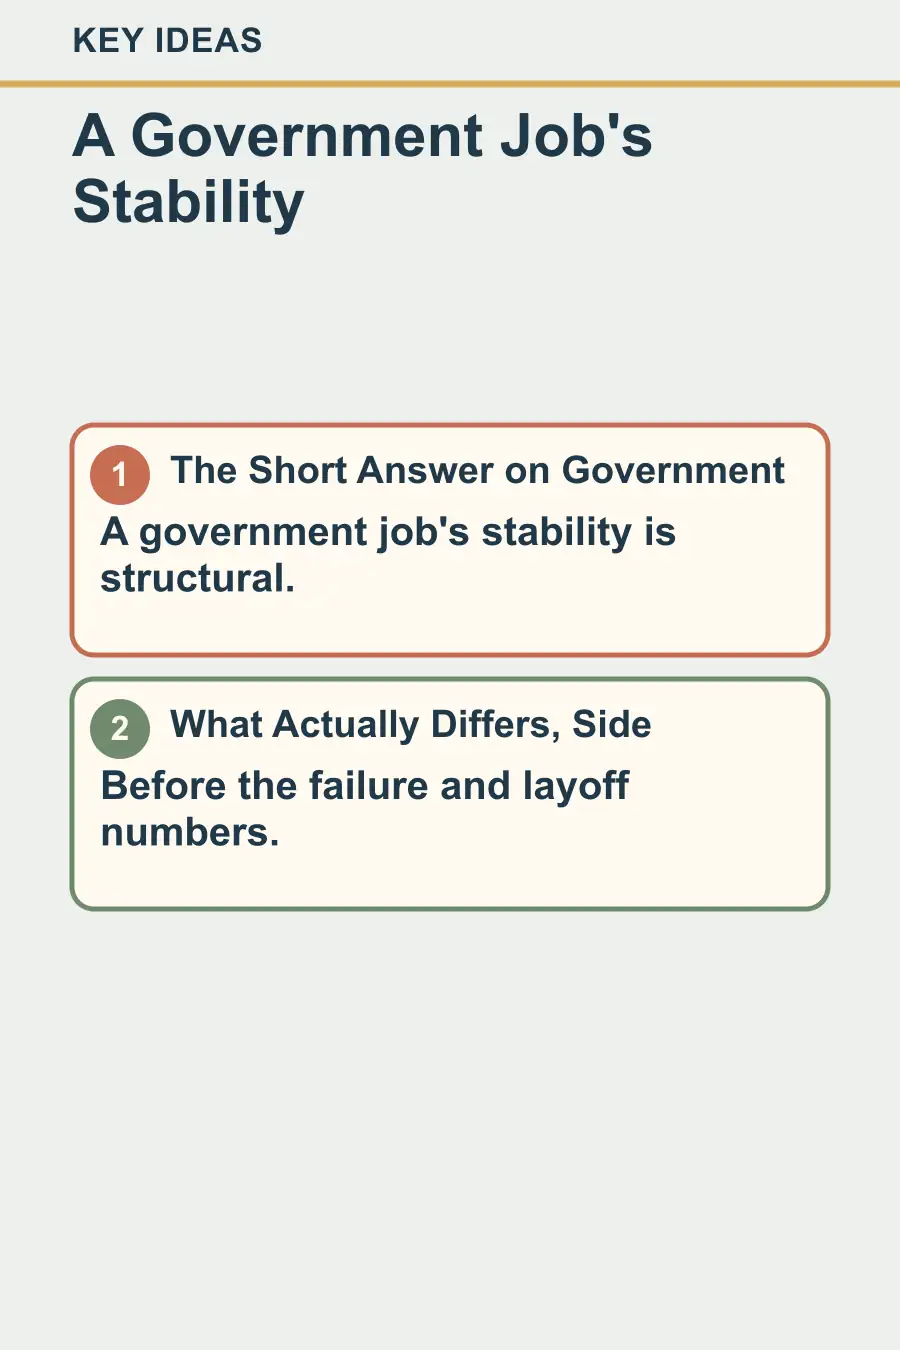 KEY IDEAS
A Government Job's
Stability
1 The Short Answer on Government
A government job's stability is
structural.
2 What Actually Differs, Side
Before the failure and layoff
numbers.